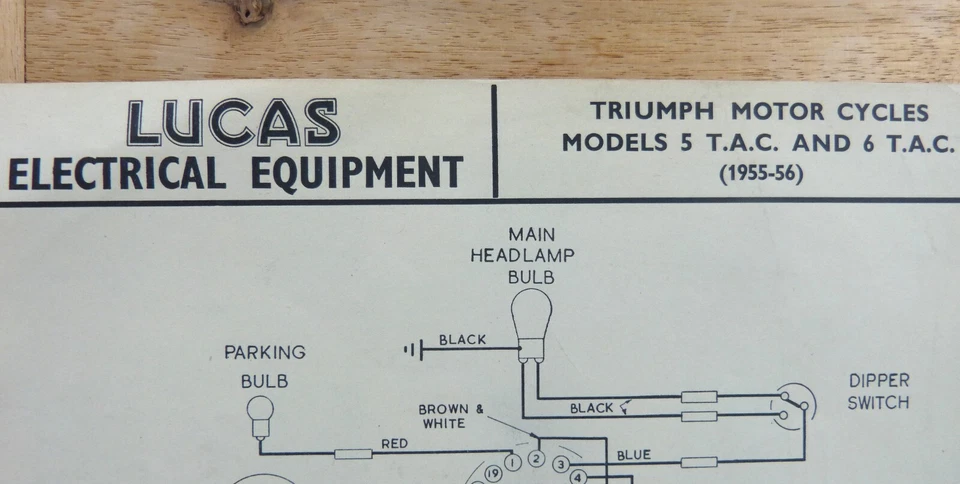 LUCAS
ELECTRICAL EQUIPMENT
TRIUMPH MOTOR CYCLES
MODELS 5 T.A.C. AND 6 T.A.C.
(1955-56)
MAIN
HEADLAMP
BULB
BLACK
PARKING
BULB
DIPPER
SWITCH
BLACK
BROWN &
WHITE
RED
BLUE
1
2
3
4
19